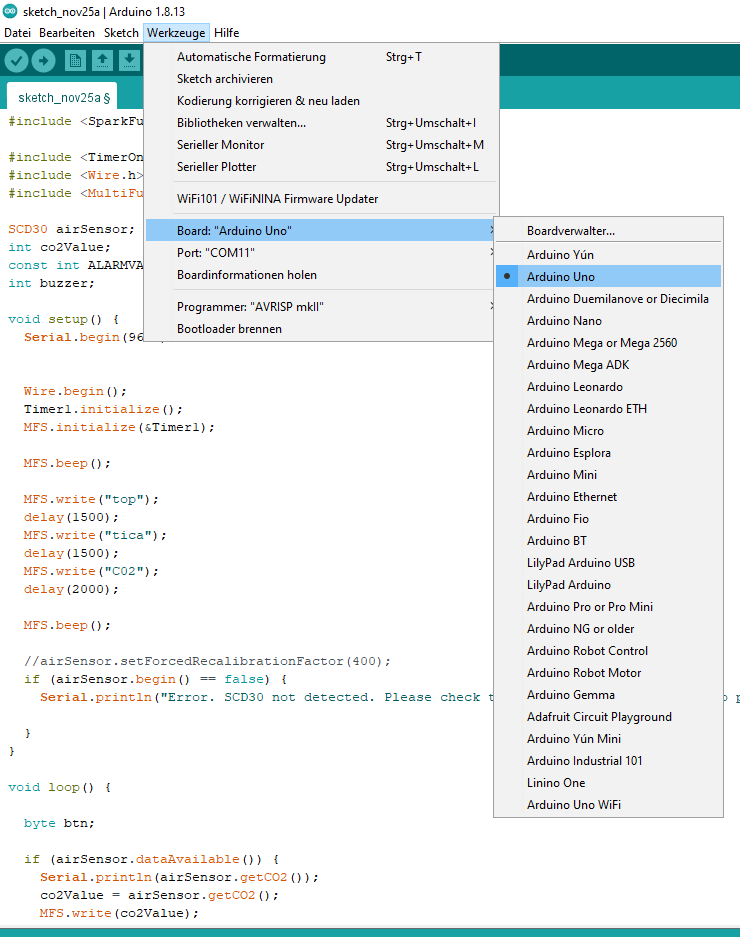 sketch_nov25a | Arduino 1.8.13
Datei Bearbeiten Sketch Werkzeuge Hilfe
sketch_nov25a §
Automatische Formatierung Strg+T
Sketch archivieren
Kodierung korrigieren & neu laden
Bibliotheken verwalten... Strg+Umschalt+I
Serieller Monitor Strg+Umschalt+M
Serieller Plotter Strg+Umschalt+L
WiFi101 / WiFiNINA Firmware Updater
Board: "Arduino Uno"
Port: "COM11"
Boardinformationen holen
Programmer: "AVRISP mkII"
Bootloader brennen
Boardverwalter...
Arduino Yún
Arduino Uno
Arduino Duemilanove or Diecimila
Arduino Nano
Arduino Mega or Mega 2560
Arduino Mega ADK
Arduino Leonardo
Arduino Leonardo ETH
Arduino Micro
Arduino Esplora
Arduino Mini
Arduino Ethernet
Arduino Fio
Arduino BT
LilyPad Arduino USB
LilyPad Arduino
Arduino Pro or Pro Mini
Arduino NG or older
Arduino Robot Control
Arduino Robot Motor
Arduino Gemma
Adafruit Circuit Playground
Arduino Yún Mini
Arduino Industrial 101
Linino One
Arduino Uno WiFi
#include <SparkFu
#include <TimerOn
#include <Wire.h>
#include <MultiFu
SCD30 airSensor;
int co2Value;
const int ALARMVA
int buzzer;
void setup() {
Serial.begin(96
Wire.begin();
Timer1.initialize();
MFS.initialize(&Timer1);
MFS.beep();
MFS.write("top");
delay(1500);
MFS.write("tica");
delay(1500);
MFS.write("C02");
delay(2000);
MFS.beep();
//airSensor.setForcedRecalibrationFactor(400);
if (airSensor.begin() == false) {
Serial.println("Error. SCD30 not detected. Please check t
}
}
void loop() {
byte btn;
if (airSensor.dataAvailable()) {
Serial.println(airSensor.getCO2());
co2Value = airSensor.getCO2();
MFS.write(co2Value);